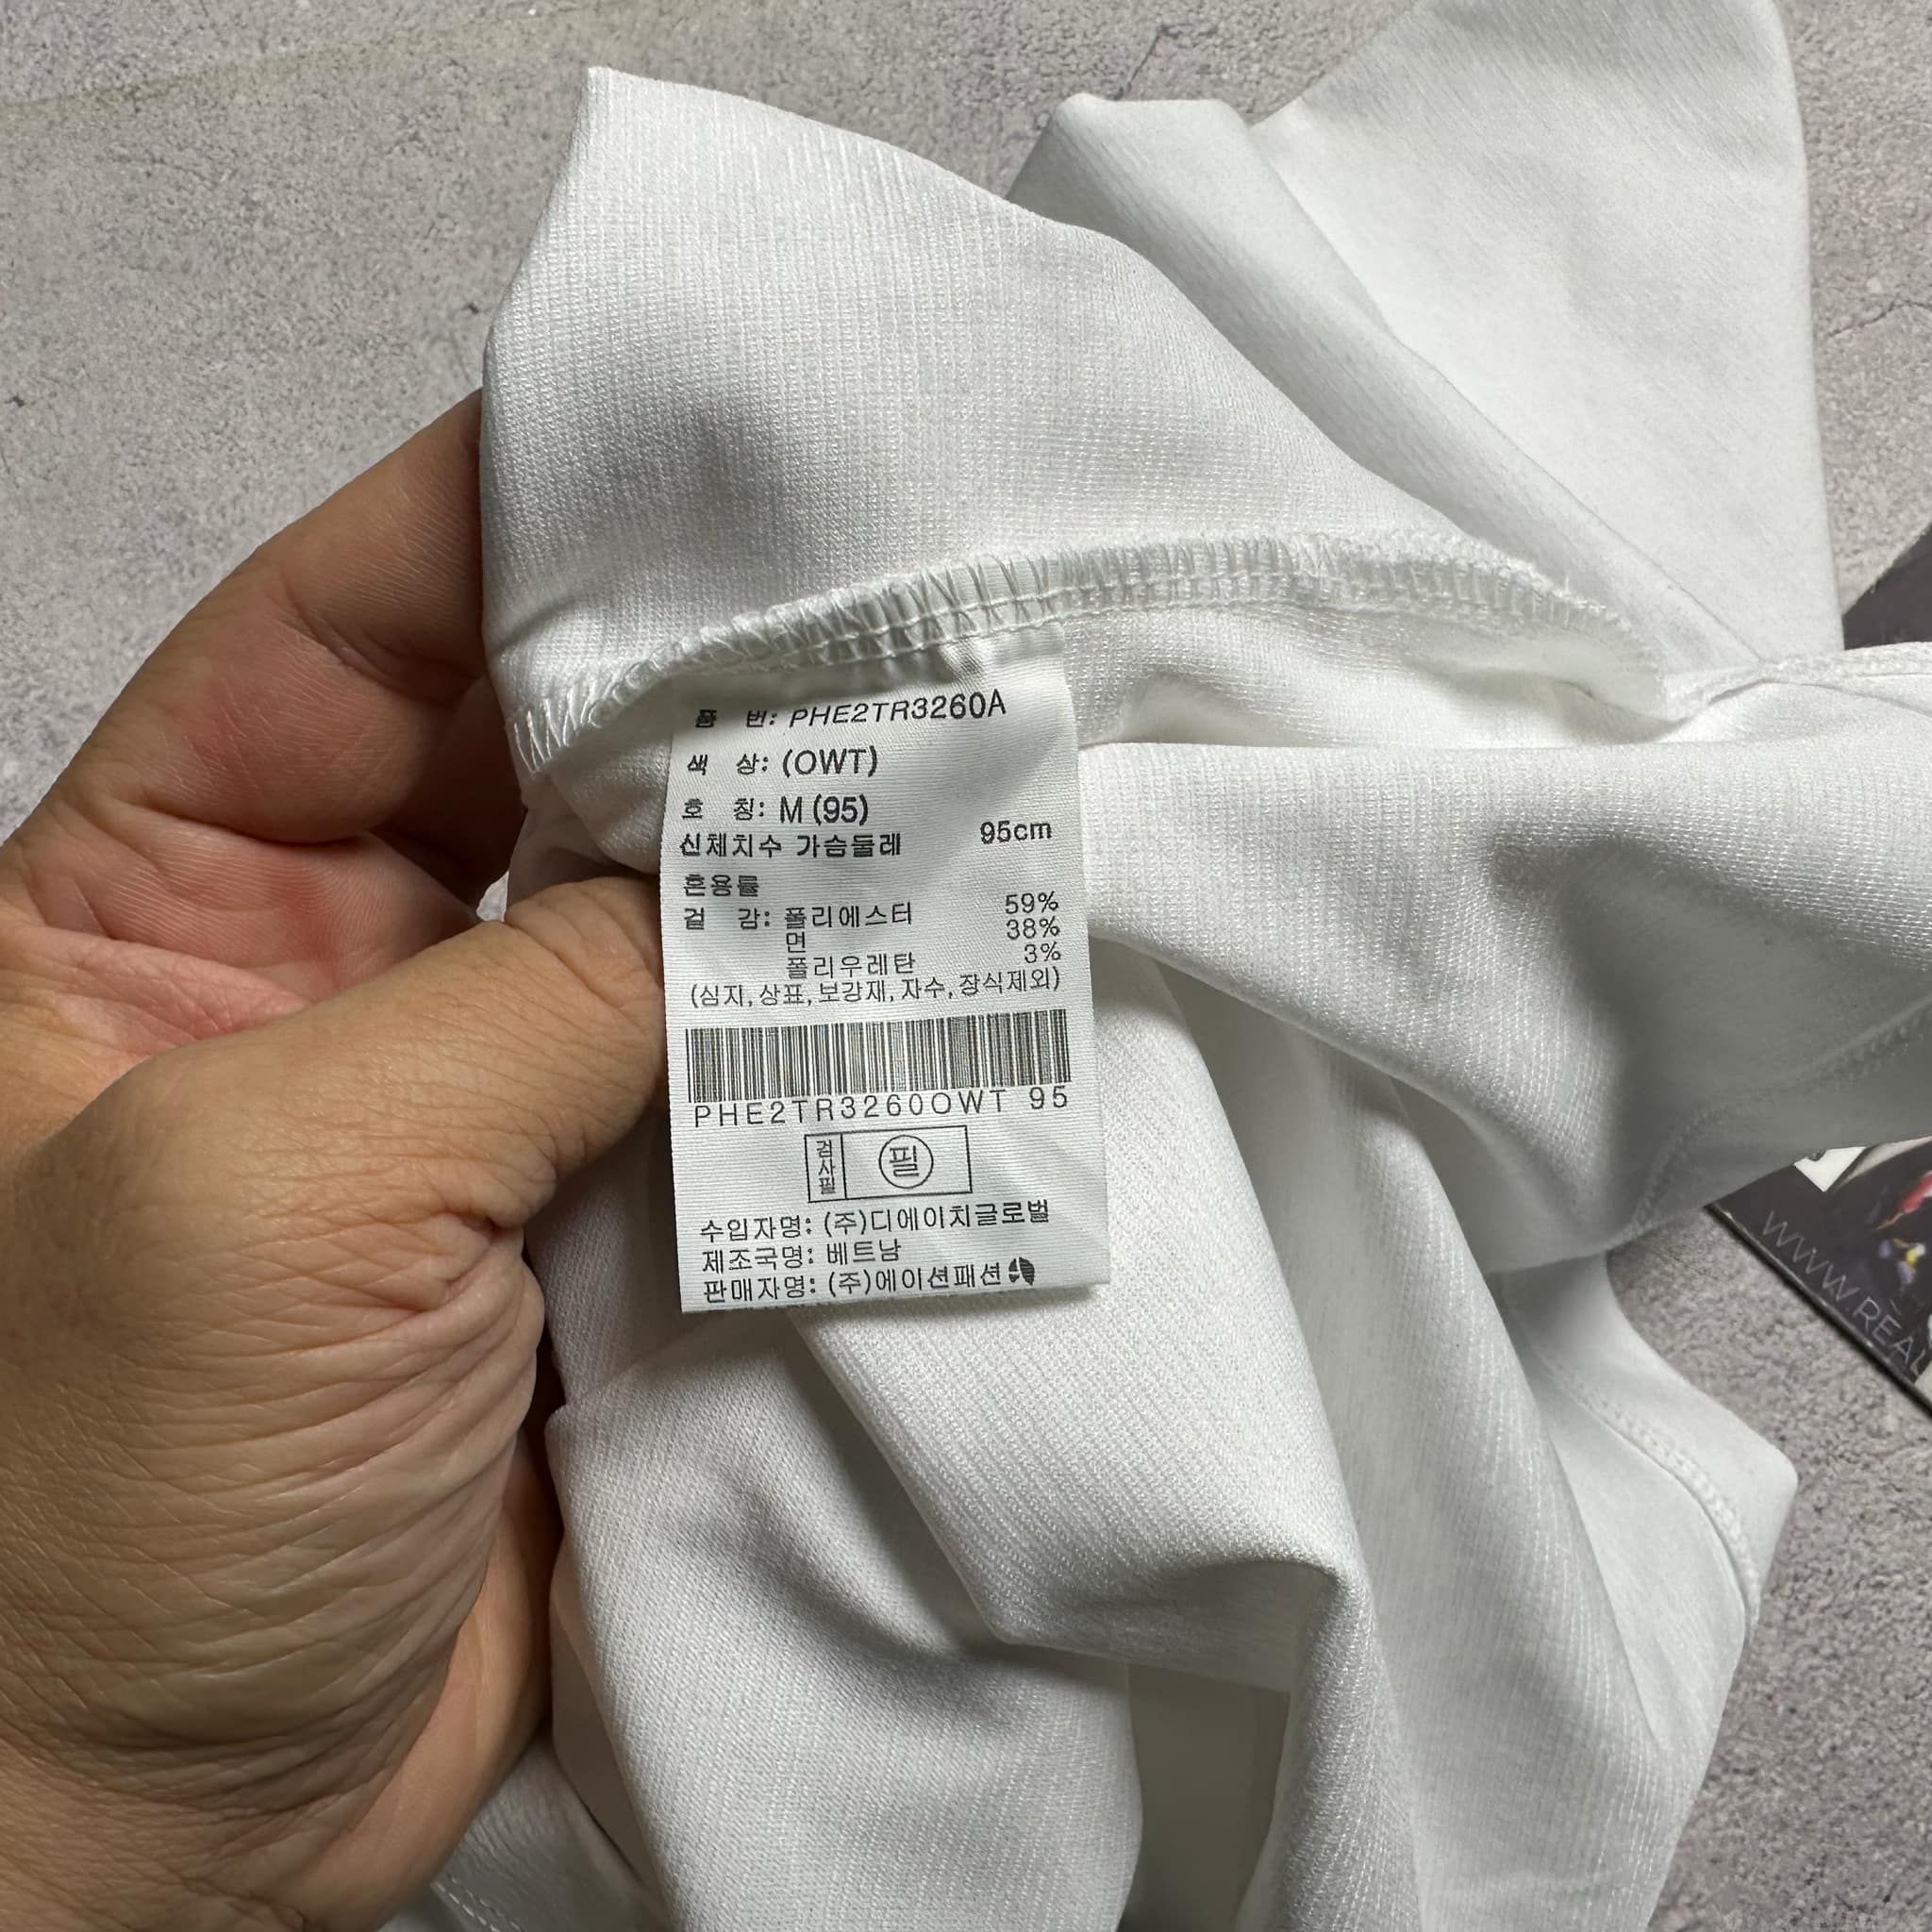 품 번: PHE2TR3260A
색 상: (OWT)
호 칭: M (95)
신체치수 가슴둘레 95cm
혼용률
겉 감: 폴리에스터 59%
면 38%
폴리우레탄 3%
(심지, 상표, 보강재, 자수, 장식제외)
PHE2TR3260OWT 95
검사필 필
수입자명: (주)디에이치글로벌
제조국명: 베트남
판매자명: (주)에이션패션
WWW.REAL